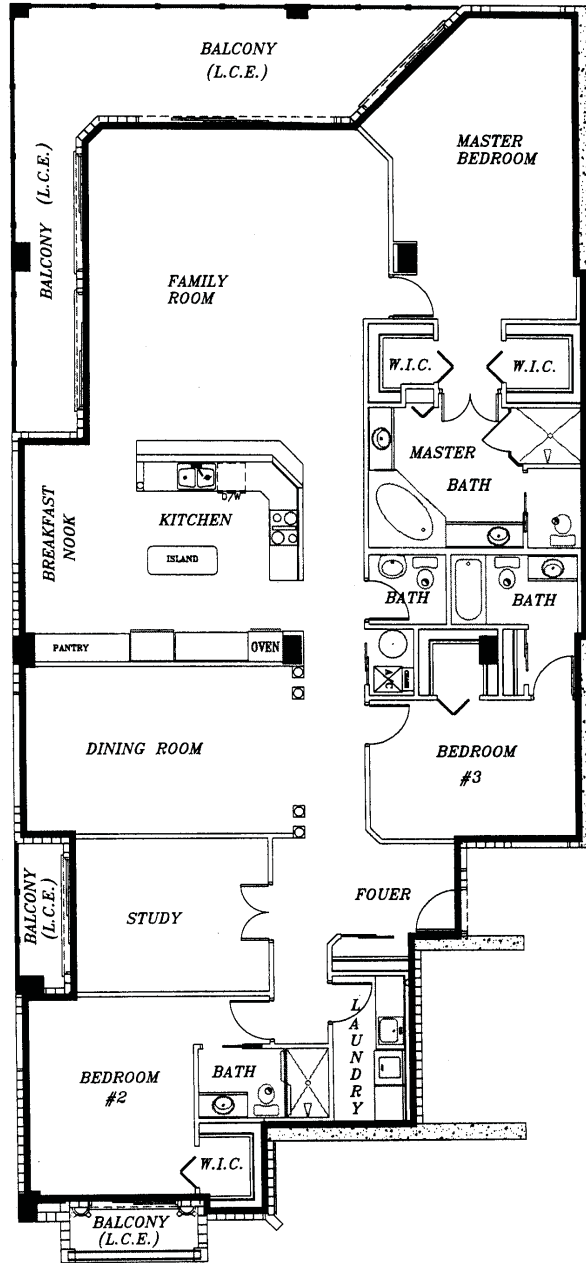 BALCONY
(L.C.E.)
MASTER
BEDROOM
BALCONY (L.C.E.)
FAMILY
ROOM
W.I.C.
W.I.C.
MASTER
BATH
BREAKFAST
NOOK
D/W
KITCHEN
ISLAND
BATH
BATH
PANTRY
OVEN
A/C
DINING ROOM
BEDROOM
#3
BALCONY
(L.C.E.)
STUDY
FOUER
LAUNDRY
BATH
BEDROOM
#2
W.I.C.
BALCONY
(L.C.E.)